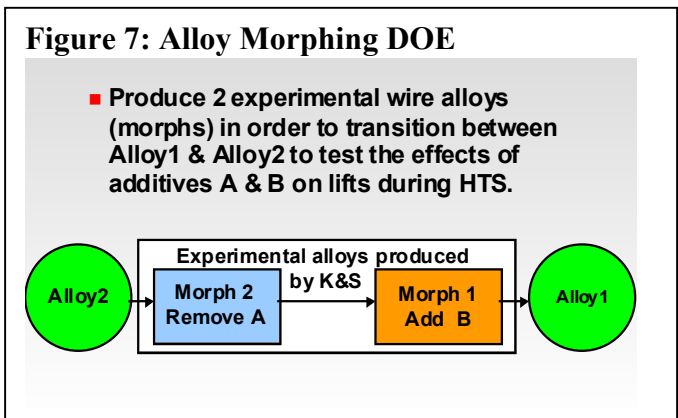 Figure 7: Alloy Morphing DOE
Produce 2 experimental wire alloys
(morphs) in order to transition between
Alloy1 & Alloy2 to test the effects of
additives A & B on lifts during HTS.
Experimental alloys produced
by K&S
Alloy2
Morph 2
Remove A
Morph 1
Add B
Alloy1